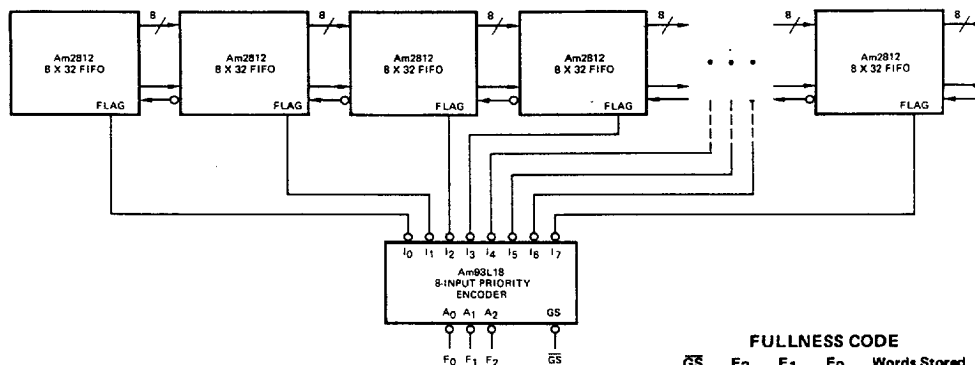 8 8 8 8 8 8
Am2812
8 X 32 FIFO
FLAG
Am2812
8 X 32 FIFO
FLAG
Am2812
8 X 32 FIFO
FLAG
Am2812
8 X 32 FIFO
FLAG
Am2812
8 X 32 FIFO
FLAG
I0 I1 I2 I3 I4 I5 I6 I7
Am93L18
8-INPUT PRIORITY
ENCODER
A0 A1 A2 GS
F0 F1 F2 GS
FULLNESS CODE
GS F2 F1 F0 Words Stored